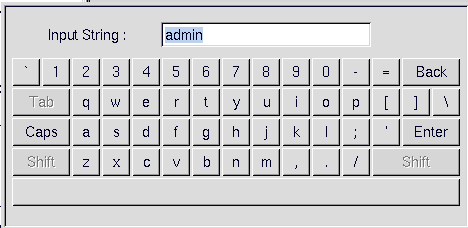 Input String : admin
` 1 2 3 4 5 6 7 8 9 0 - = Back
Tab q w e r t y u i o p [ ] \
Caps a s d f g h j k l ; ' Enter
Shift z x c v b n m , . / Shift